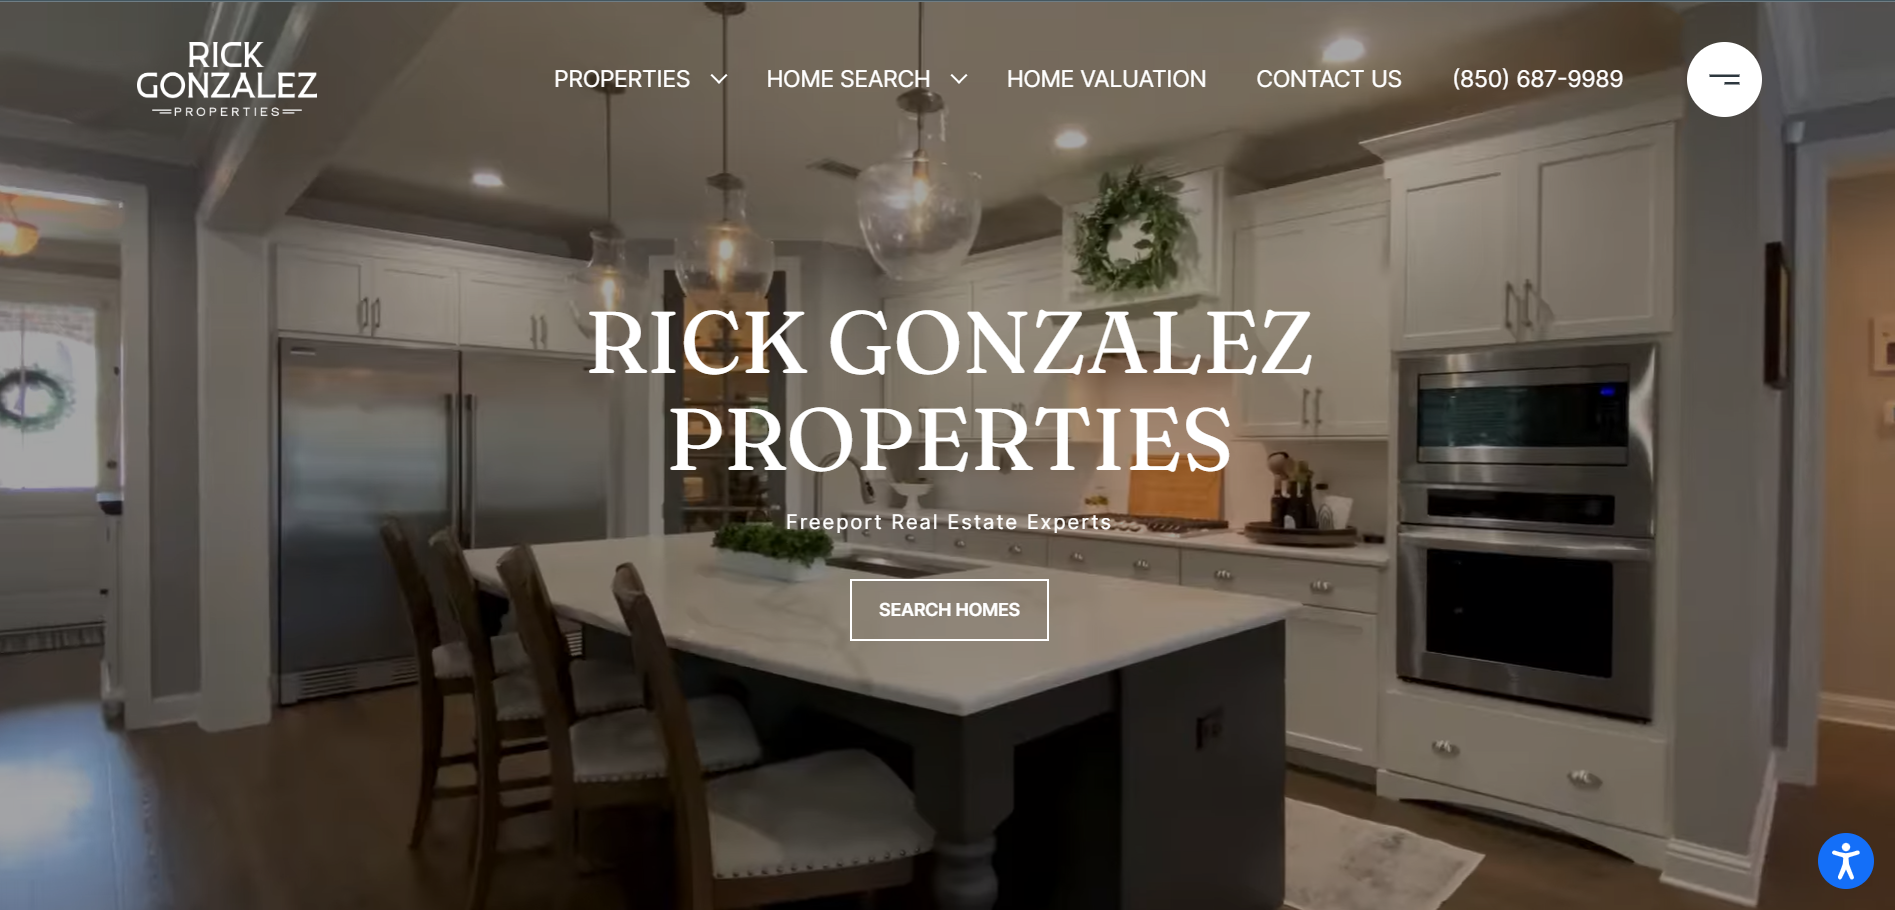 RICK
GONZALEZ
PROPERTIES
PROPERTIES
HOME SEARCH
HOME VALUATION
CONTACT US
(850) 687-9989
RICK GONZALEZ
PROPERTIES
Freeport Real Estate Experts
SEARCH HOMES